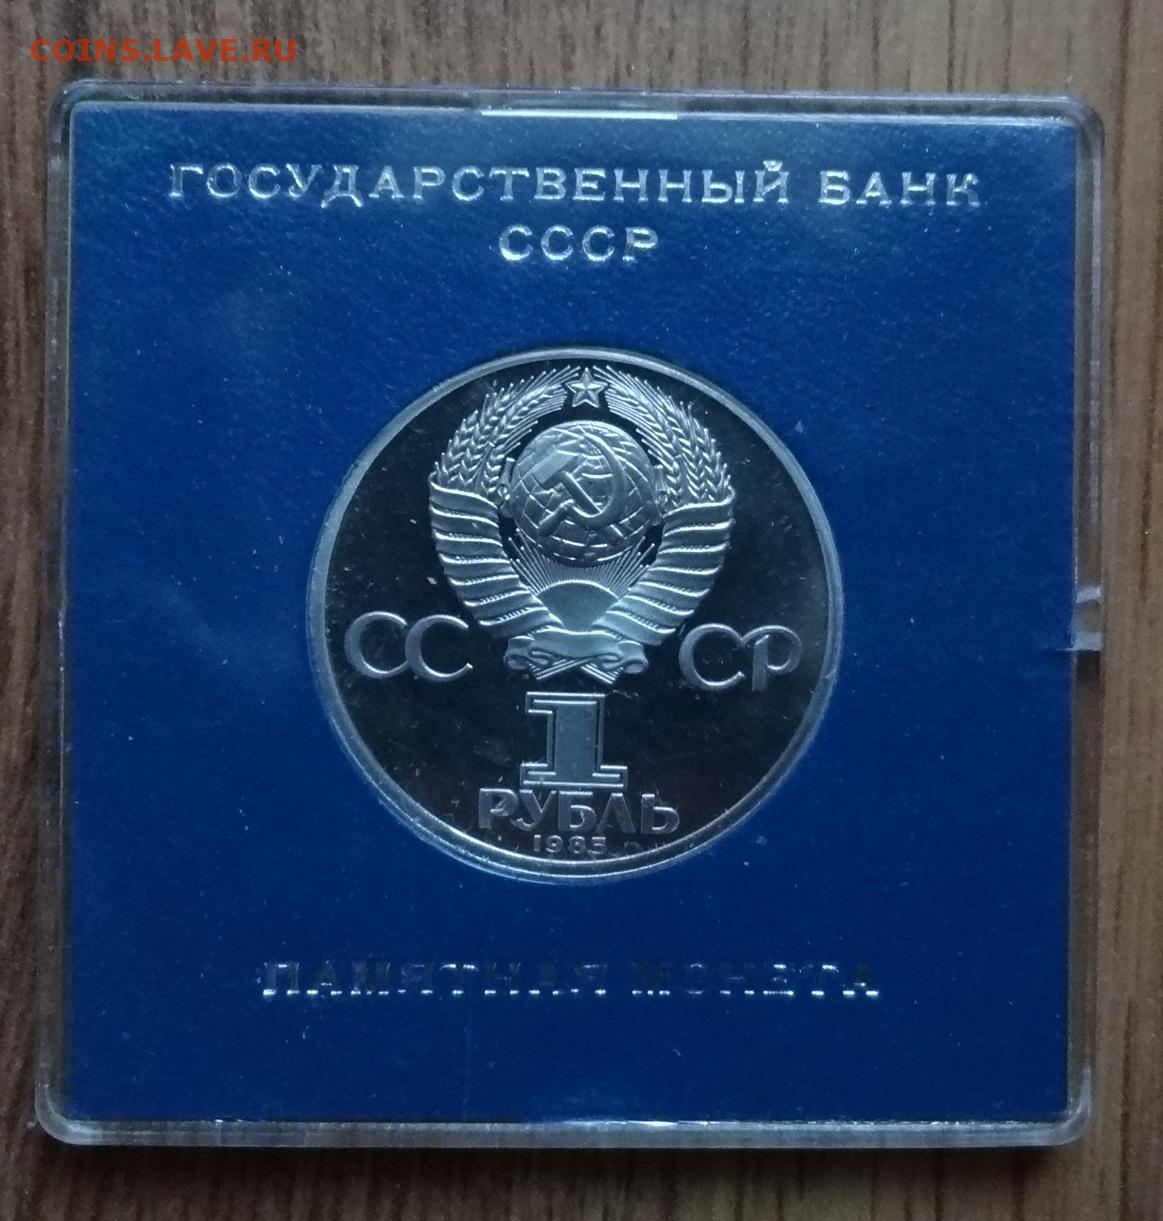 COINS.LAVE.RU
ГОСУДАРСТВЕННЫЙ БАНК
СССР
СС СР
1
РУБЛЬ
1985
ПАМЯТНАЯ МОНЕТА